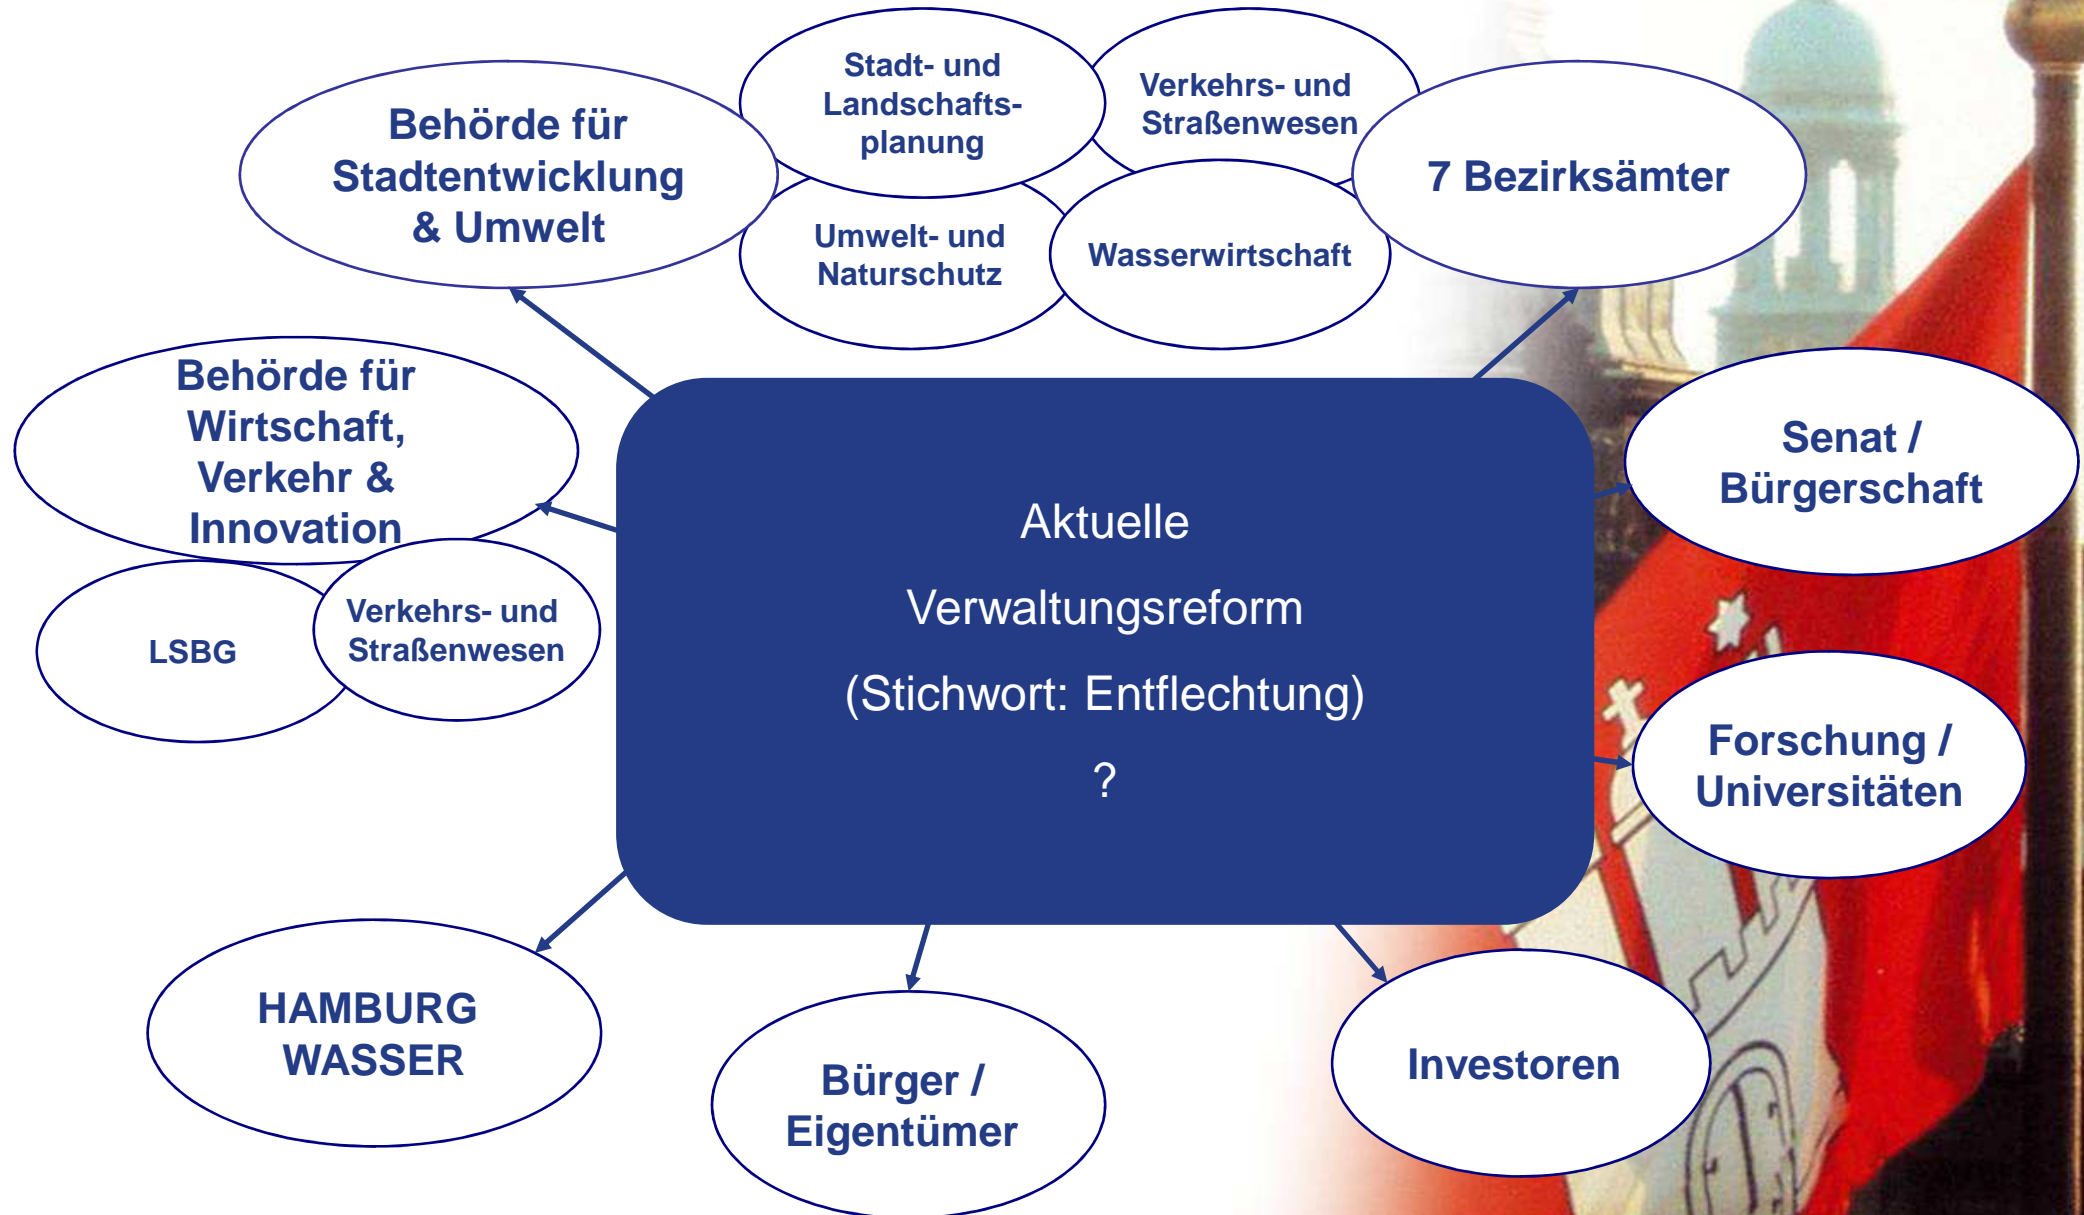 Stadt- und
Landschafts-
planung
Verkehrs- und
Straßenwesen
Behörde für
Stadtentwicklung
& Umwelt
7 Bezirksämter
Umwelt- und
Naturschutz
Wasserwirtschaft
Behörde für
Wirtschaft,
Verkehr &
Innovation
Senat /
Bürgerschaft
Aktuelle
Verwaltungsreform
(Stichwort: Entflechtung)
?
LSBG
Verkehrs- und
Straßenwesen
Forschung /
Universitäten
HAMBURG
WASSER
Bürger /
Eigentümer
Investoren